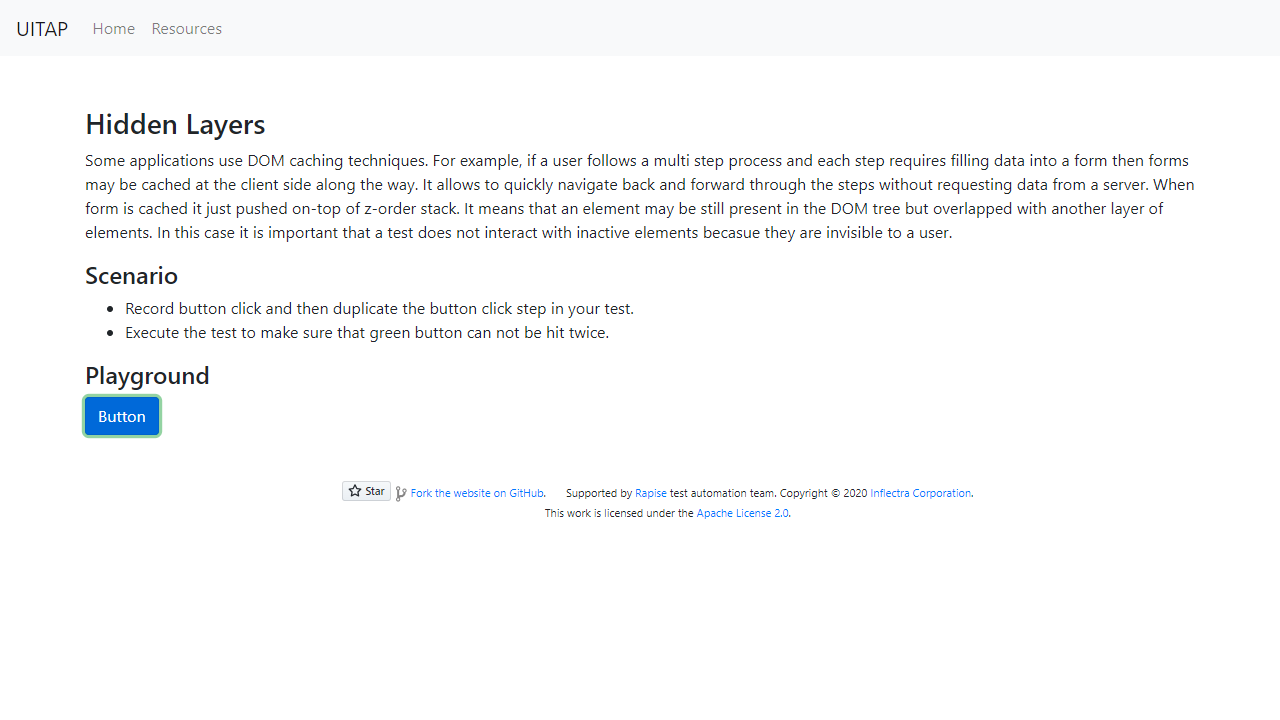 UITAP Home Resources
Hidden Layers
Some applications use DOM caching techniques. For example, if a user follows a multi step process and each step requires filling data into a form then forms
may be cached at the client side along the way. It allows to quickly navigate back and forward through the steps without requesting data from a server. When
form is cached it just pushed on-top of z-order stack. It means that an element may be still present in the DOM tree but overlapped with another layer of
elements. In this case it is important that a test does not interact with inactive elements becasue they are invisible to a user.
Scenario
Record button click and then duplicate the button click step in your test.
Execute the test to make sure that green button can not be hit twice.
Playground
Button
Star Fork the website on GitHub. Supported by Rapise test automation team. Copyright © 2020 Inflectra Corporation.
This work is licensed under the Apache License 2.0.